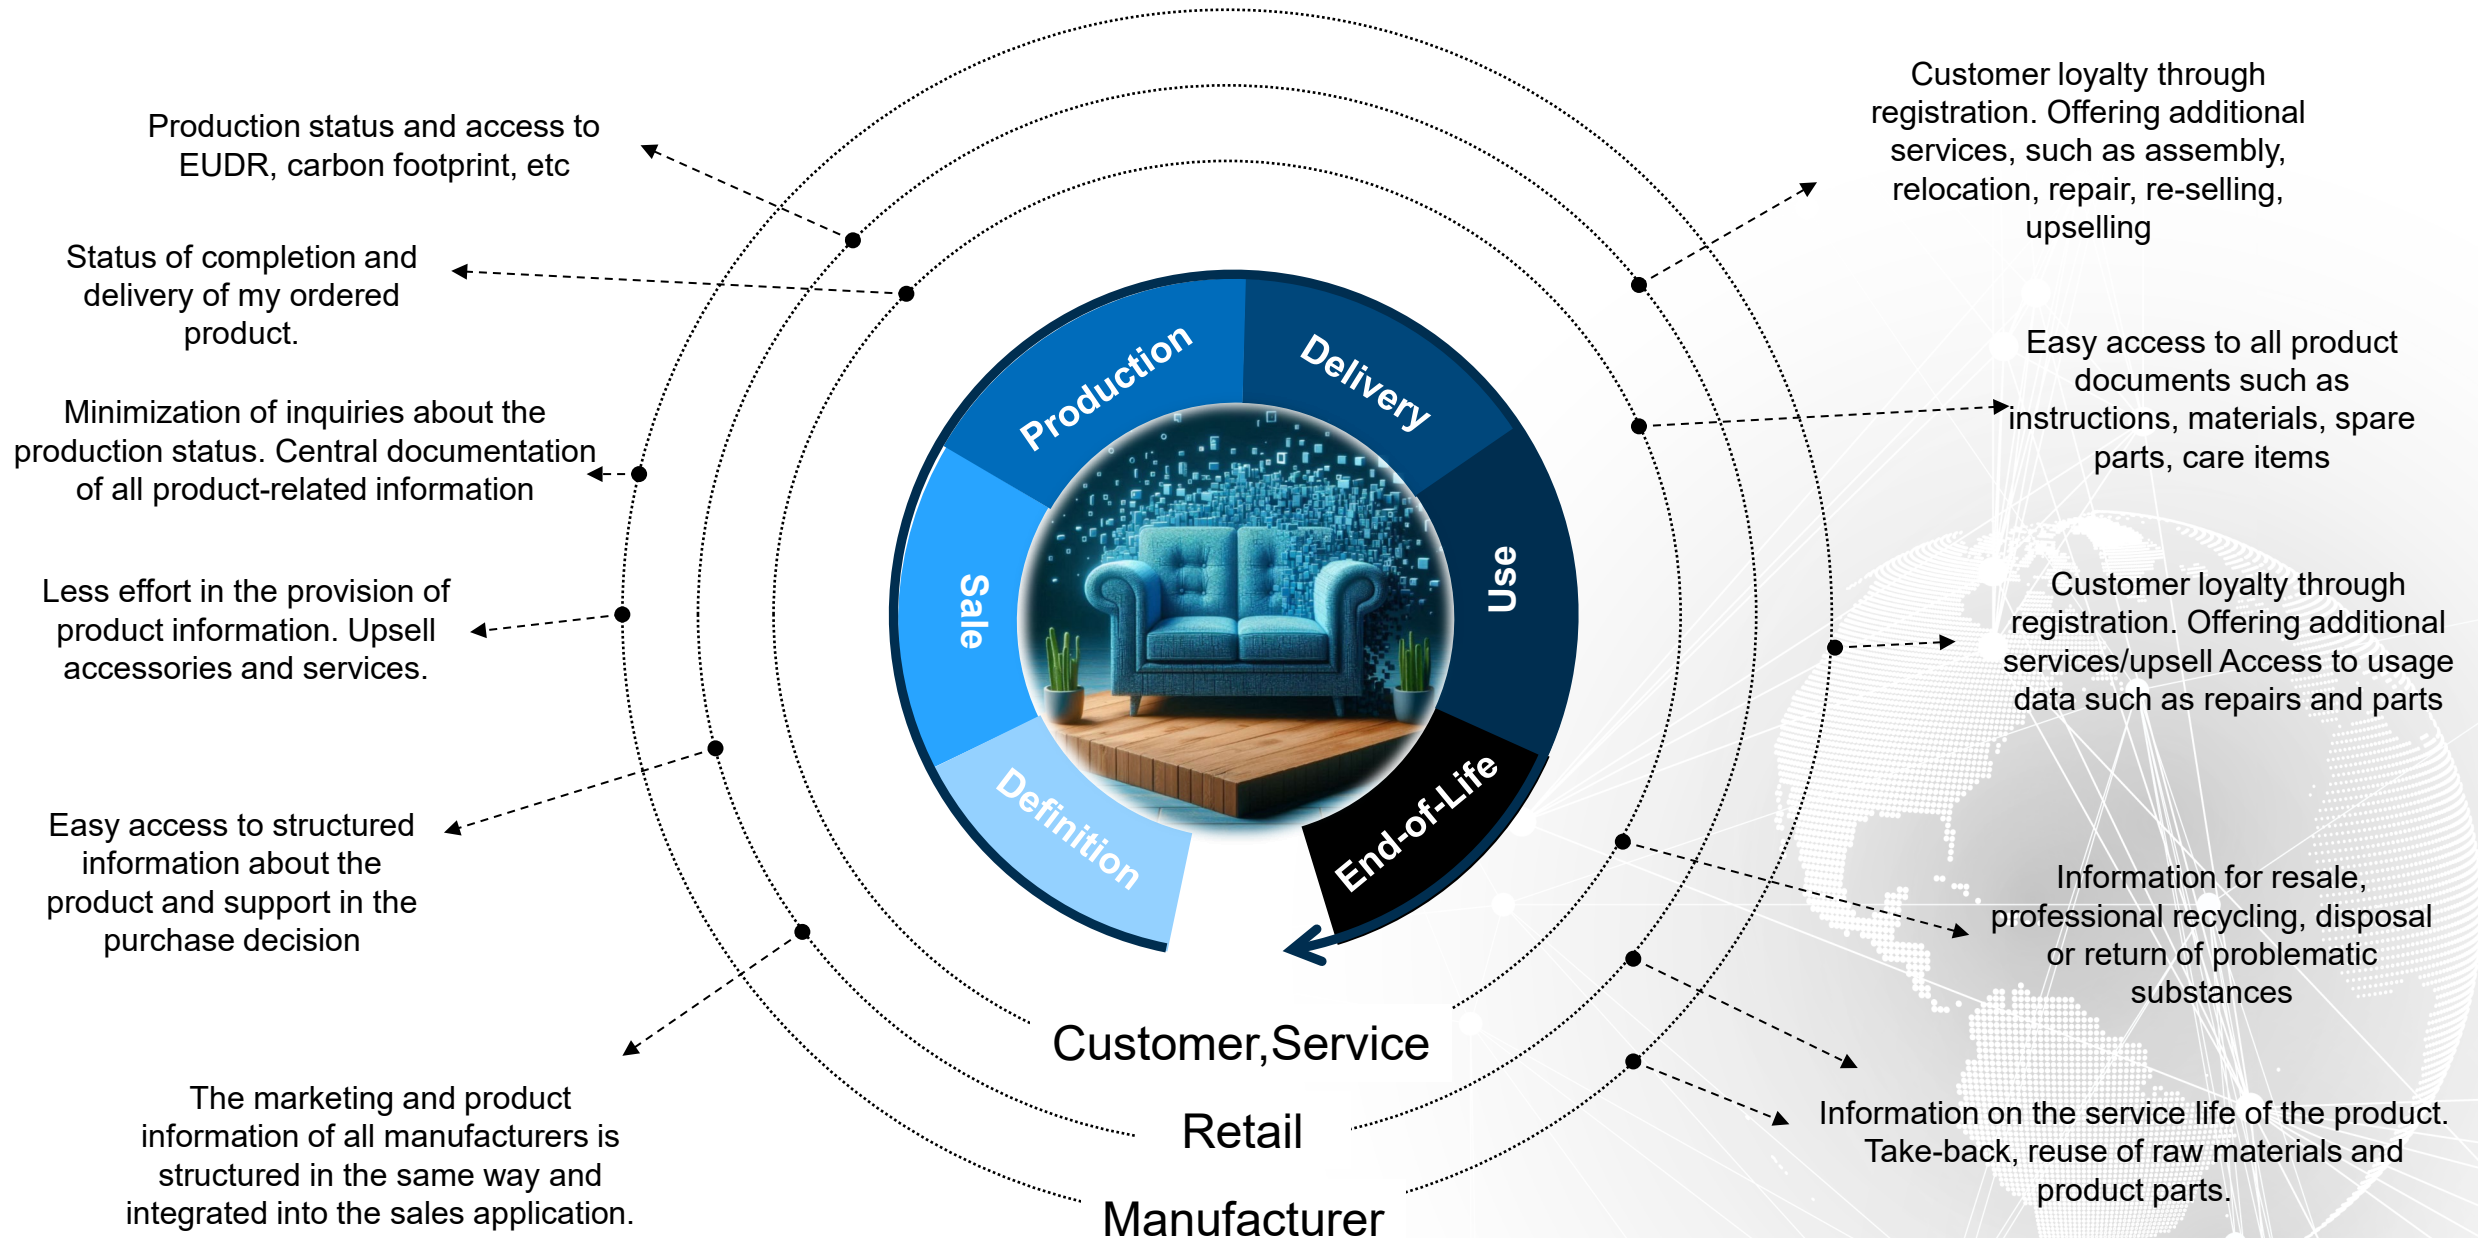 Production status and access to
EUDR, carbon footprint, etc
Status of completion and
delivery of my ordered
product.
Minimization of inquiries about the
production status. Central documentation
of all product-related information
Less effort in the provision of
product information. Upsell
accessories and services.
Easy access to structured
information about the
product and support in the
purchase decision
The marketing and product
information of all manufacturers is
structured in the same way and
integrated into the sales application.
Definition
Sale
Production
Delivery
Use
End-of-Life
Customer,Service
Retail
Manufacturer
Customer loyalty through
registration. Offering additional
services, such as assembly,
relocation, repair, re-selling,
upselling
Easy access to all product
documents such as
instructions, materials, spare
parts, care items
Customer loyalty through
registration. Offering additional
services/upsell Access to usage
data such as repairs and parts
Information for resale,
professional recycling, disposal
or return of problematic
substances
Information on the service life of the product.
Take-back, reuse of raw materials and
product parts.